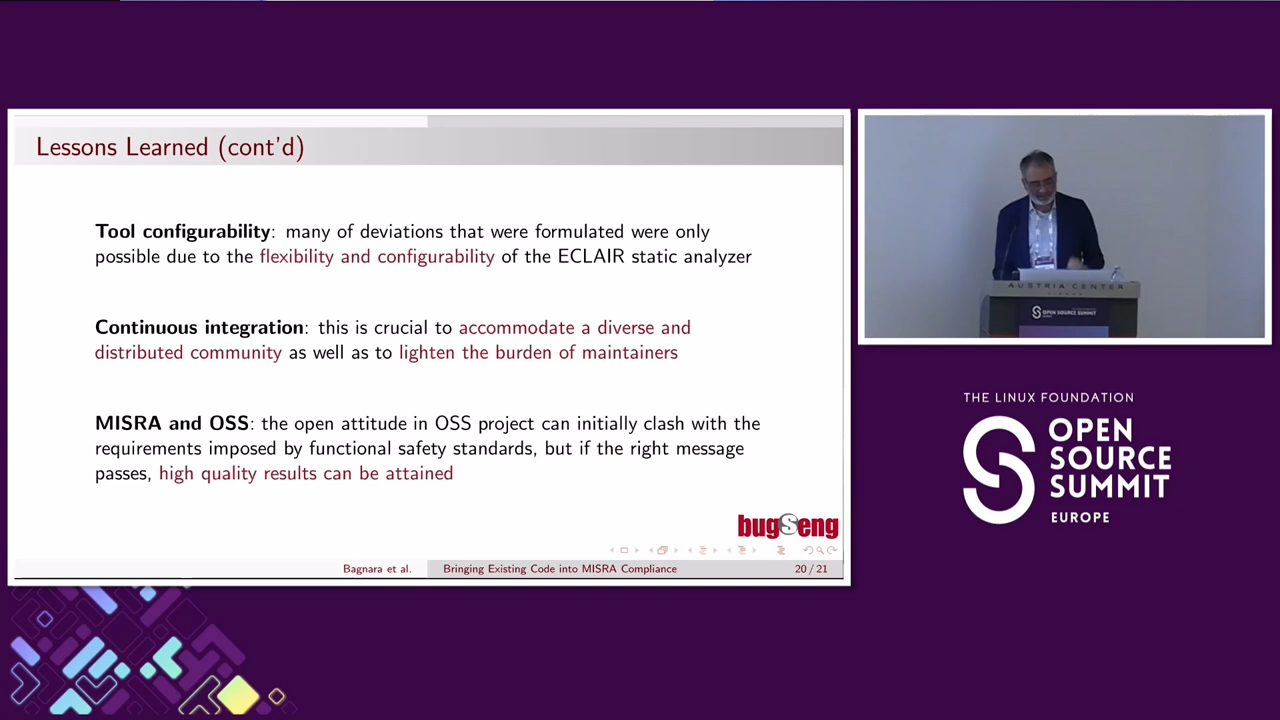 Lessons Learned (cont'd)
Tool configurability: many of deviations that were formulated were only
possible due to the flexibility and configurability of the ECLAIR static analyzer
Continuous integration: this is crucial to accommodate a diverse and
distributed community as well as to lighten the burden of maintainers
MISRA and OSS: the open attitude in OSS project can initially clash with the
requirements imposed by functional safety standards, but if the right message
passes, high quality results can be attained
bugSeng
Bagnara et al.
Bringing Existing Code into MISRA Compliance
20 / 21
AUSTRIA CENTER
OPEN SOURCE SUMMIT
THE LINUX FOUNDATION
OPEN
SOURCE
SUMMIT
EUROPE